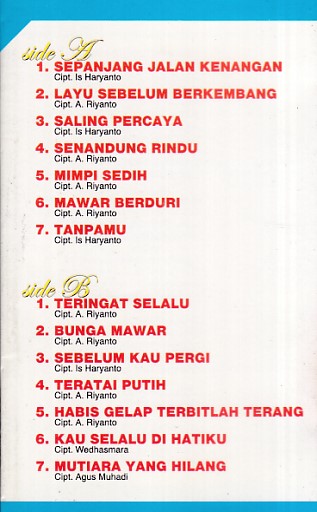 side A
1. SEPANJANG JALAN KENANGAN
Cipt. Is Haryanto
2. LAYU SEBELUM BERKEMBANG
Cipt. A. Riyanto
3. SALING PERCAYA
Cipt. Is Haryanto
4. SENANDUNG RINDU
Cipt. A. Riyanto
5. MIMPI SEDIH
Cipt. A. Riyanto
6. MAWAR BERDURI
Cipt. A. Riyanto
7. TANPAMU
Cipt. Is Haryanto
side B
1. TERINGAT SELALU
Cipt. A. Riyanto
2. BUNGA MAWAR
Cipt. A. Riyanto
3. SEBELUM KAU PERGI
Cipt. Is Haryanto
4. TERATAI PUTIH
Cipt. A. Riyanto
5. HABIS GELAP TERBITLAH TERANG
Cipt. A. Riyanto
6. KAU SELALU DI HATIKU
Cipt. Wedhasmara
7. MUTIARA YANG HILANG
Cipt. Agus Muhadi